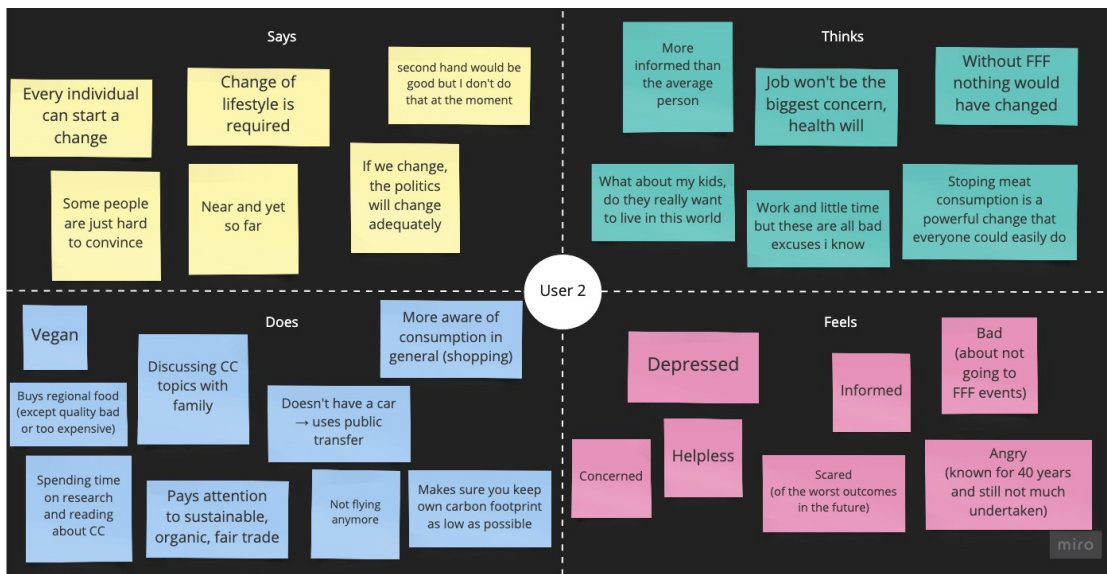 Says
Every individual
can start a
change
Change of
lifestyle is
required
second hand would be
good but I don't do
that at the moment
Some people
are just hard
to convince
Near and yet
so far
If we change,
the politics
will change
adequately
Thinks
More
informed than
the average
person
Job won't be the
biggest concern,
health will
Without FFF
nothing would
have changed
What about my kids,
do they really want
to live in this world
Work and little time
but these are all bad
excuses i know
Stoping meat
consumption is a
powerful change that
everyone could easily do
User 2
Does
Vegan
Discussing CC
topics with
family
More aware of
consumption in
general (shopping)
Buys regional food
(except quality bad
or too expensive)
Doesn't have a car
→ uses public
transfer
Spending time
on research
and reading
about CC
Pays attention
to sustainable,
organic, fair trade
Not flying
anymore
Makes sure you keep
own carbon footprint
as low as possible
Feels
Depressed
Informed
Bad
(about not
going to
FFF events)
Concerned
Helpless
Scared
(of the worst outcomes
in the future)
Angry
(known for 40 years
and still not much
undertaken)
miro